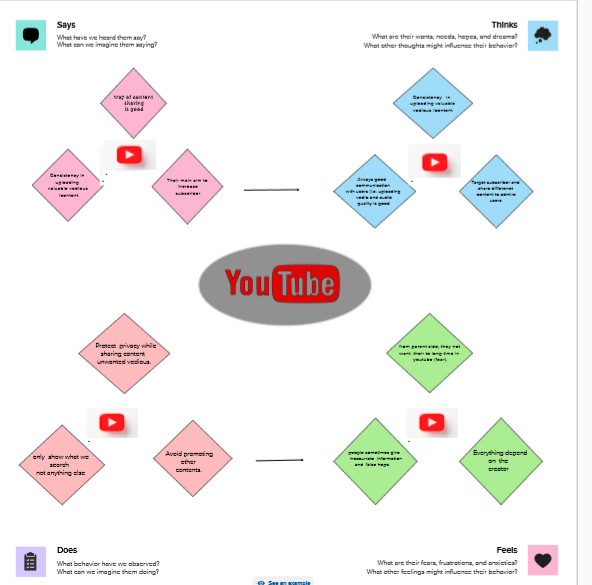 Says
What have we heard them say?
What can we imagine them saying?
Thinks
What are their wants, needs, hopes, and dreams?
What other thoughts might influence their behavior?
Way of content
sharing
is good
Consistency in
uploading
valuable vedious
/content
Their main aim to
increase
subscriber
Consistency in
uploading valuable
vedious /content
Always good
communication
with users (i.e. uploading
vedio and audio
quality is good
Target subscriber and
share different
content to
users
YouTube
Protect privacy while
sharing content
unwanted vedious.
only show what we
search
not anything else
Avoid promoting
other
contents.
from parent side, they not
want their to long time in
youtube (fear).
people sometimes give
inaccurate information
and false hope.
Everything depend
on the
creator
Does
What behavior have we observed?
What can we imagine them doing?
Feels
What are their fears, frustrations, and anxieties?
What other feelings might influence their behavior?
See an example